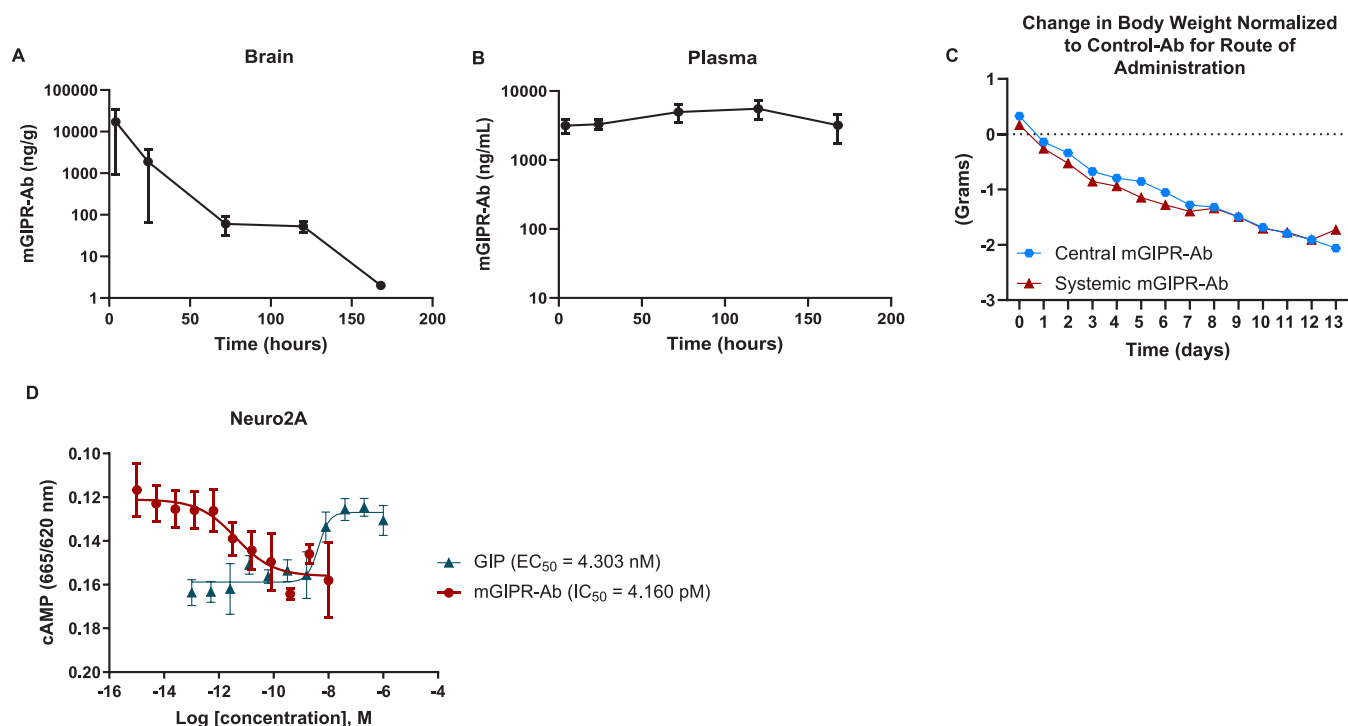 A
Brain
mGIPR-Ab (ng/g)
100000
10000
1000
100
10
1
0
50
100
150
200
Time (hours)
B
Plasma
mGIPR-Ab (ng/mL)
10000
1000
100
10
0
50
100
150
200
Time (hours)
C
Change in Body Weight Normalized
to Control-Ab for Route of
Administration
(Grams)
1
0
-1
-2
-3
Central mGIPR-Ab
Systemic mGIPR-Ab
0 1 2 3 4 5 6 7 8 9 10 11 12 13
Time (days)
D
Neuro2A
cAMP (665/620 nm)
0.10
0.12
0.14
0.16
0.18
0.20
-16 -14 -12 -10 -8 -6 -4
Log [concentration], M
GIP (EC50 = 4.303 nM)
mGIPR-Ab (IC50 = 4.160 pM)